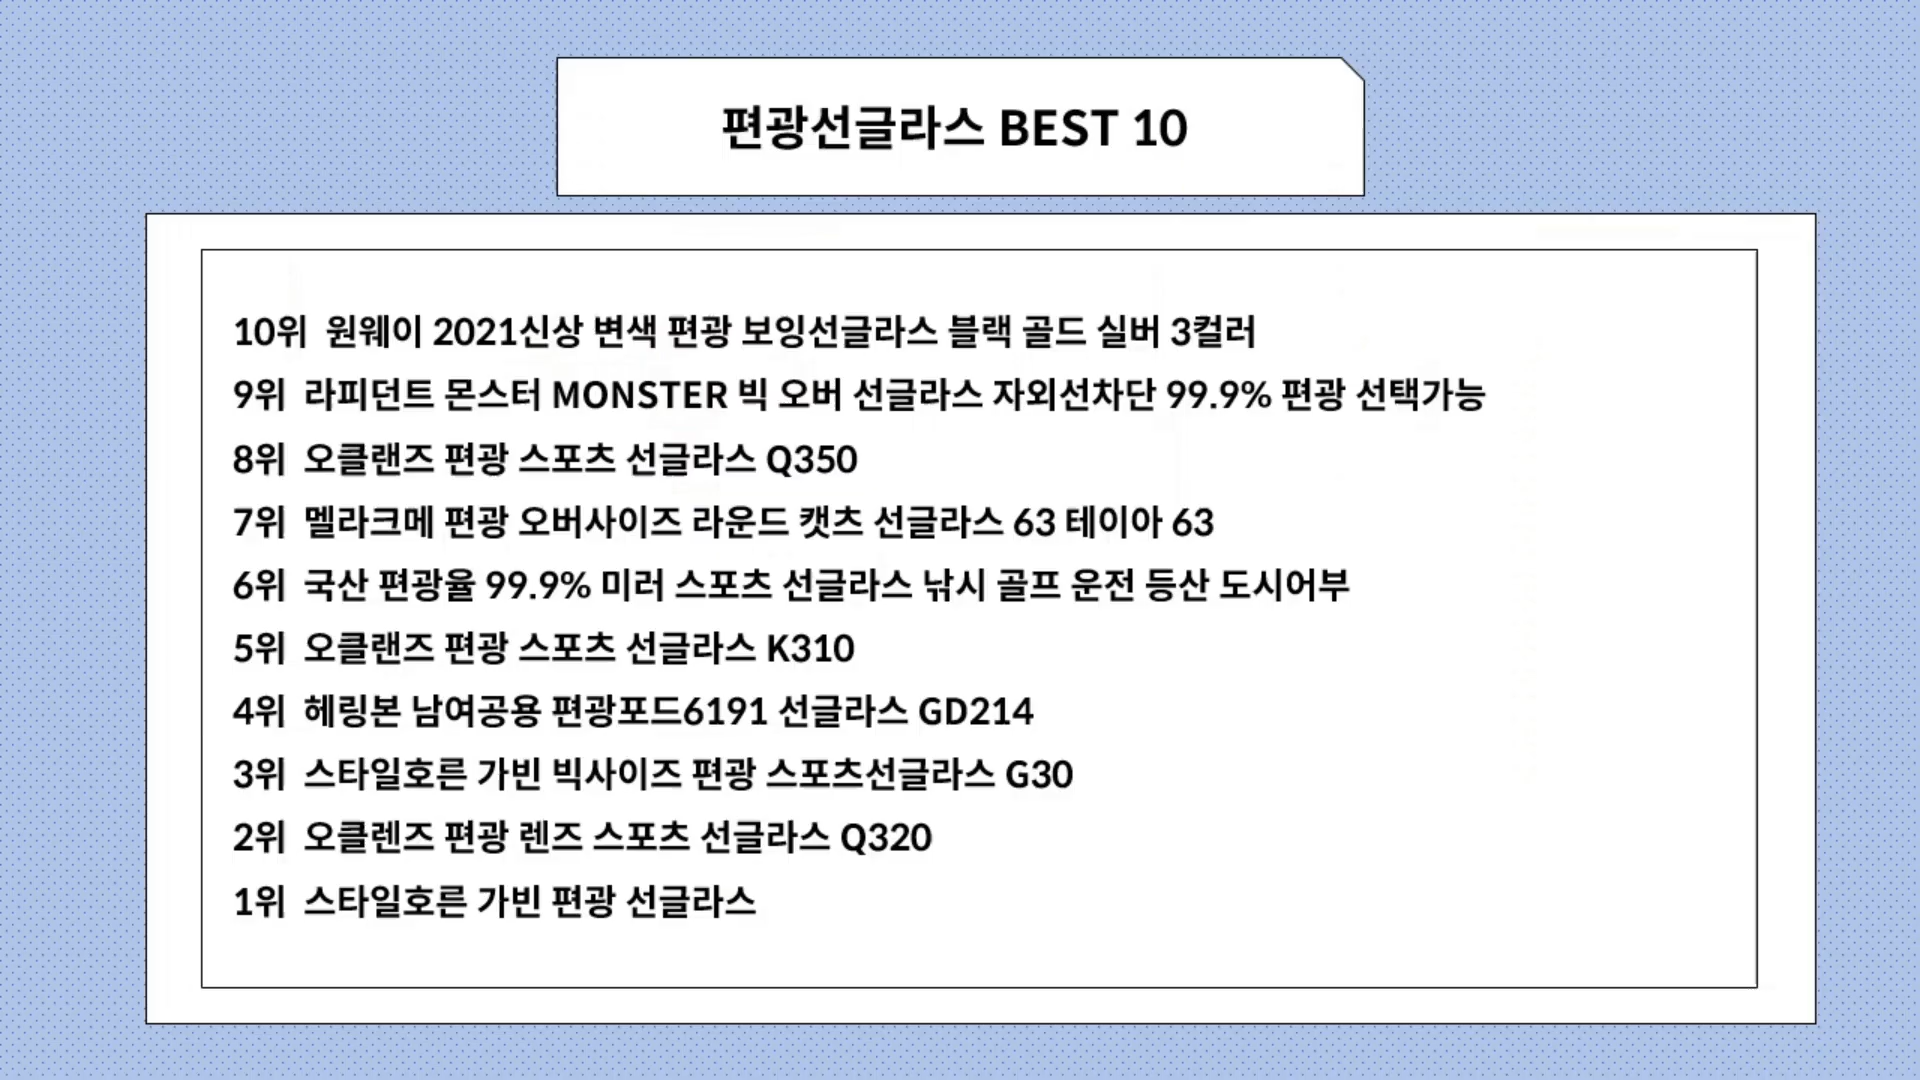 편광선글라스 BEST 10
10위 원웨이 2021신상 변색 편광 보잉선글라스 블랙 골드 실버 3컬러
9위 라피던트 몬스터 MONSTER 빅 오버 선글라스 자외선차단 99.9% 편광 선택가능
8위 오클랜즈 편광 스포츠 선글라스 Q350
7위 멜라크메 편광 오버사이즈 라운드 캣츠 선글라스 63 테이아 63
6위 국산 편광율 99.9% 미러 스포츠 선글라스 낚시 골프 운전 등산 도시어부
5위 오클랜즈 편광 스포츠 선글라스 K310
4위 헤링본 남여공용 편광포드6191 선글라스 GD214
3위 스타일호른 가빈 빅사이즈 편광 스포츠선글라스 G30
2위 오클렌즈 편광 렌즈 스포츠 선글라스 Q320
1위 스타일호른 가빈 편광 선글라스